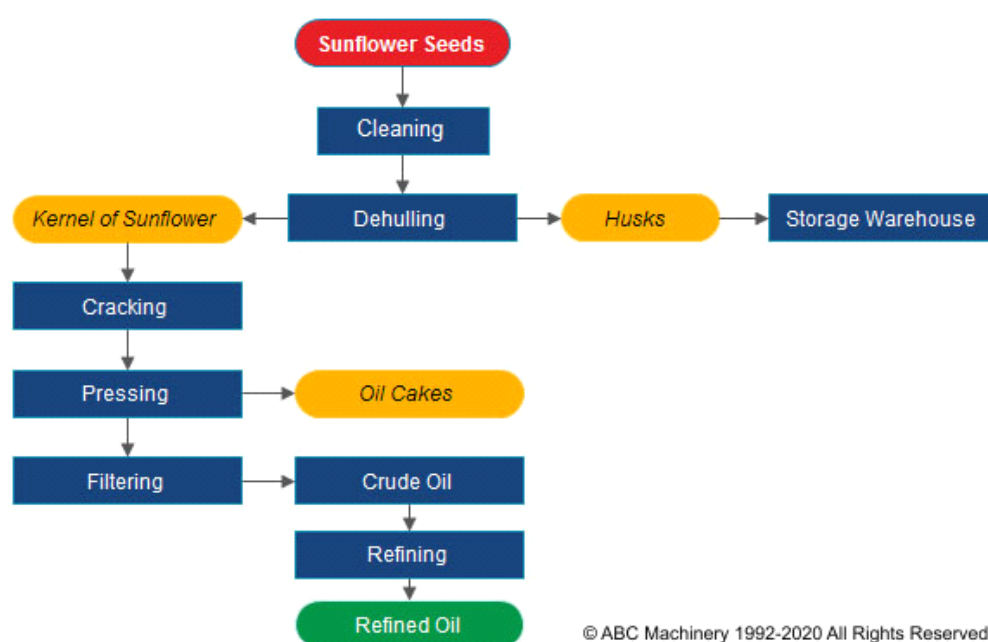 Sunflower Seeds
Cleaning
Kernel of Sunflower
Dehulling
Husks
Storage Warehouse
Cracking
Pressing
Oil Cakes
Filtering
Crude Oil
Refining
Refined Oil
© ABC Machinery 1992-2020 All Rights Reserved